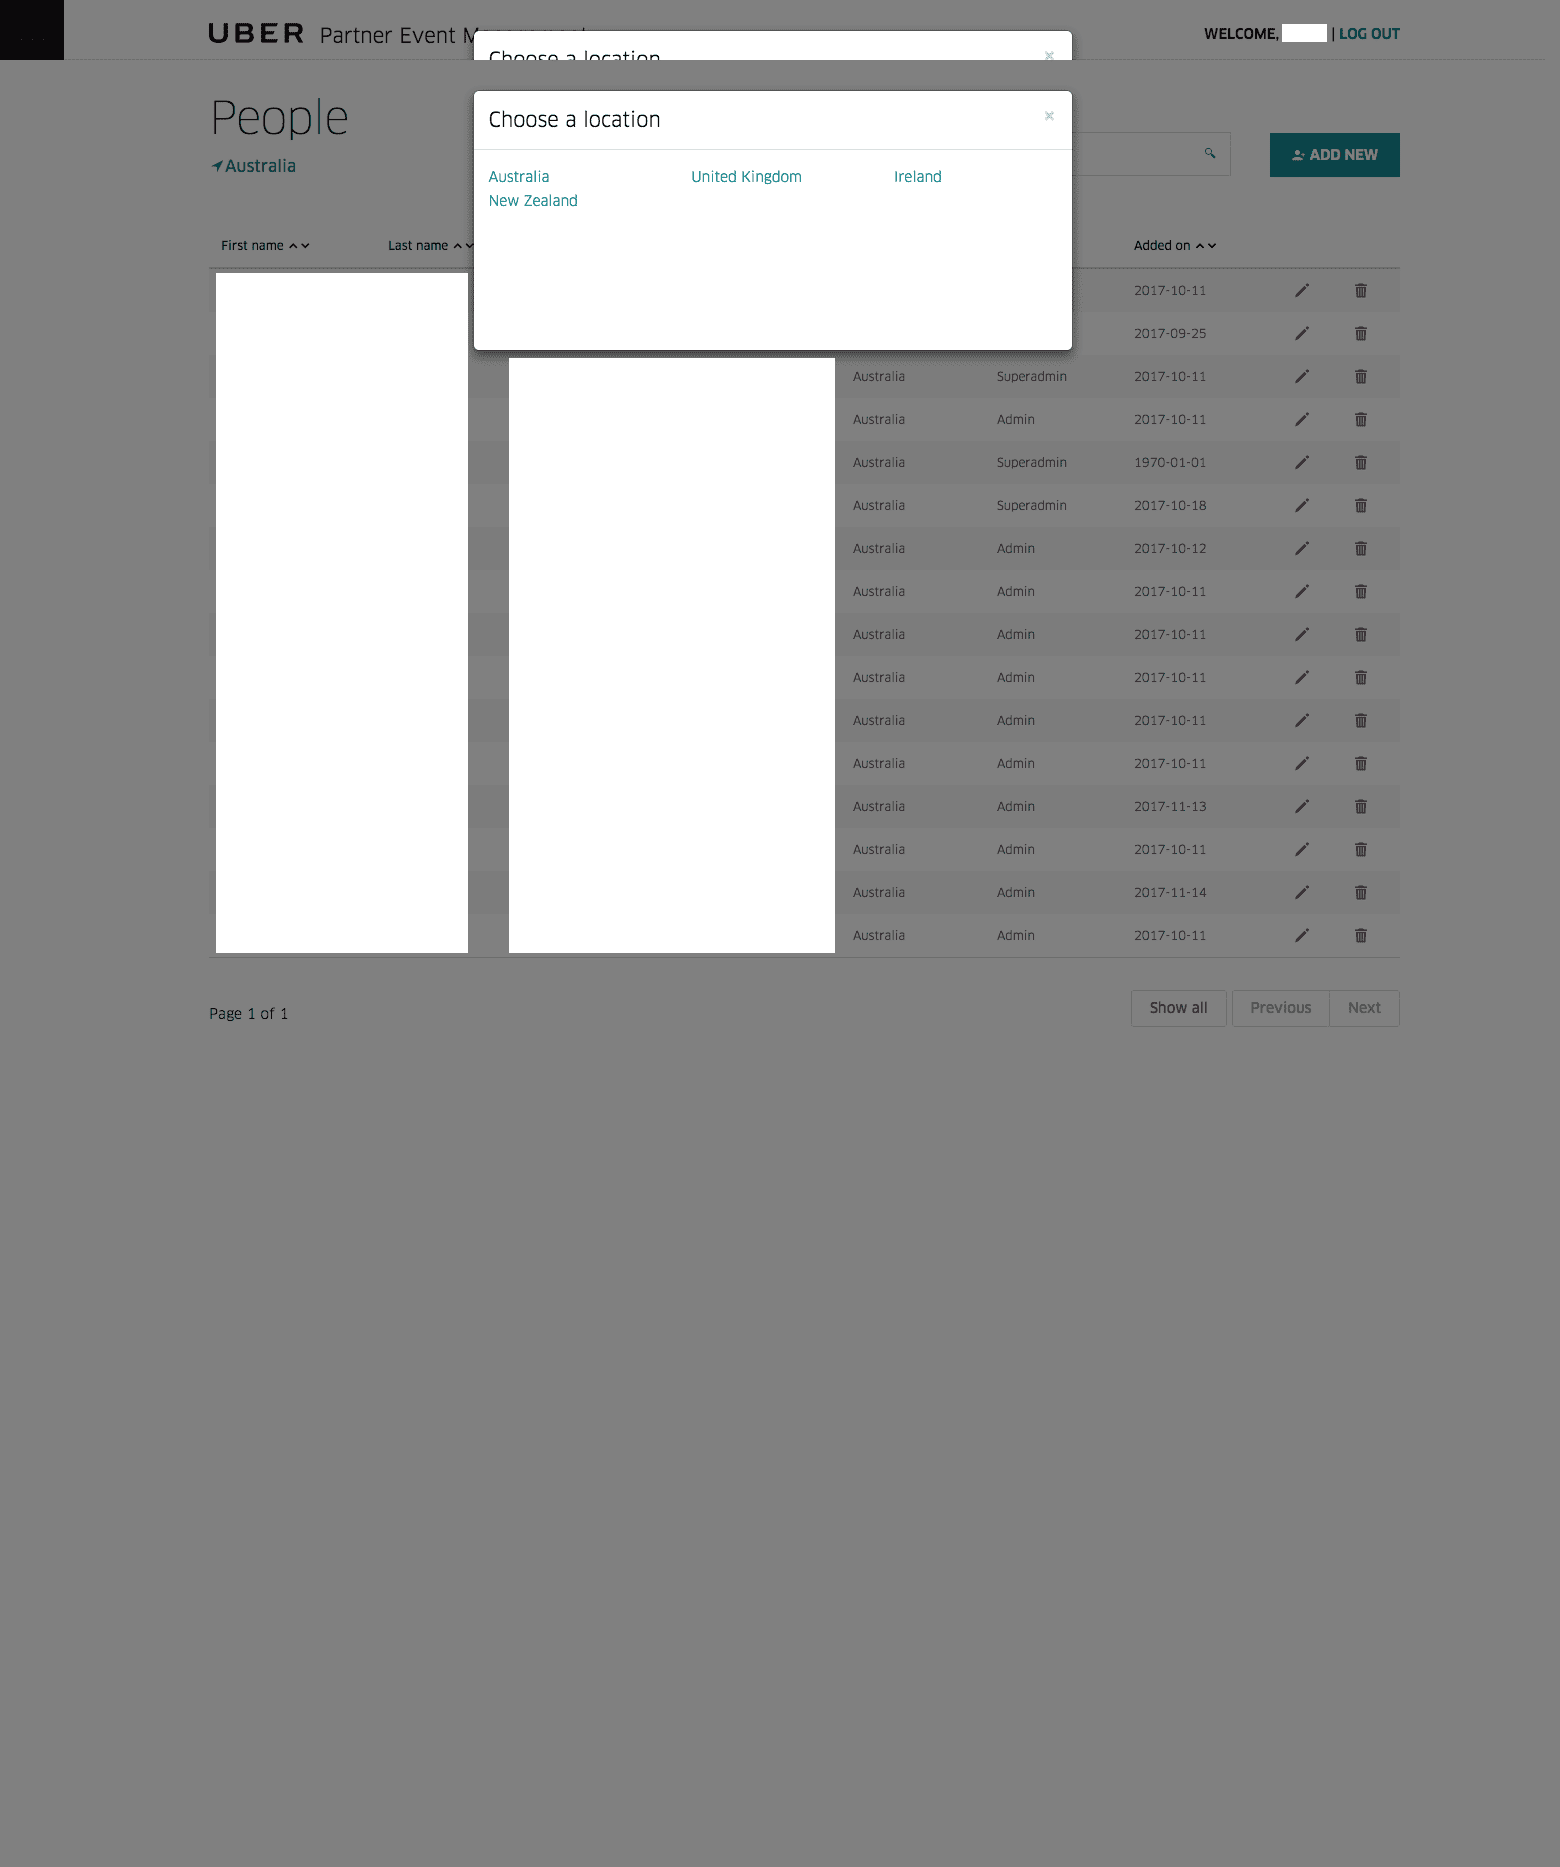 UBER Partner Event Management
WELCOME, | LOG OUT
Choose a location ×
People
Choose a location ×
Australia
ADD NEW
Australia United Kingdom Ireland
New Zealand
First name Last name Added on
2017-10-11
2017-09-25
Australia Superadmin 2017-10-11
Australia Admin 2017-10-11
Australia Superadmin 1970-01-01
Australia Superadmin 2017-10-18
Australia Admin 2017-10-12
Australia Admin 2017-10-11
Australia Admin 2017-10-11
Australia Admin 2017-10-11
Australia Admin 2017-10-11
Australia Admin 2017-10-11
Australia Admin 2017-11-13
Australia Admin 2017-10-11
Australia Admin 2017-11-14
Australia Admin 2017-10-11
Page 1 of 1
Show all Previous Next